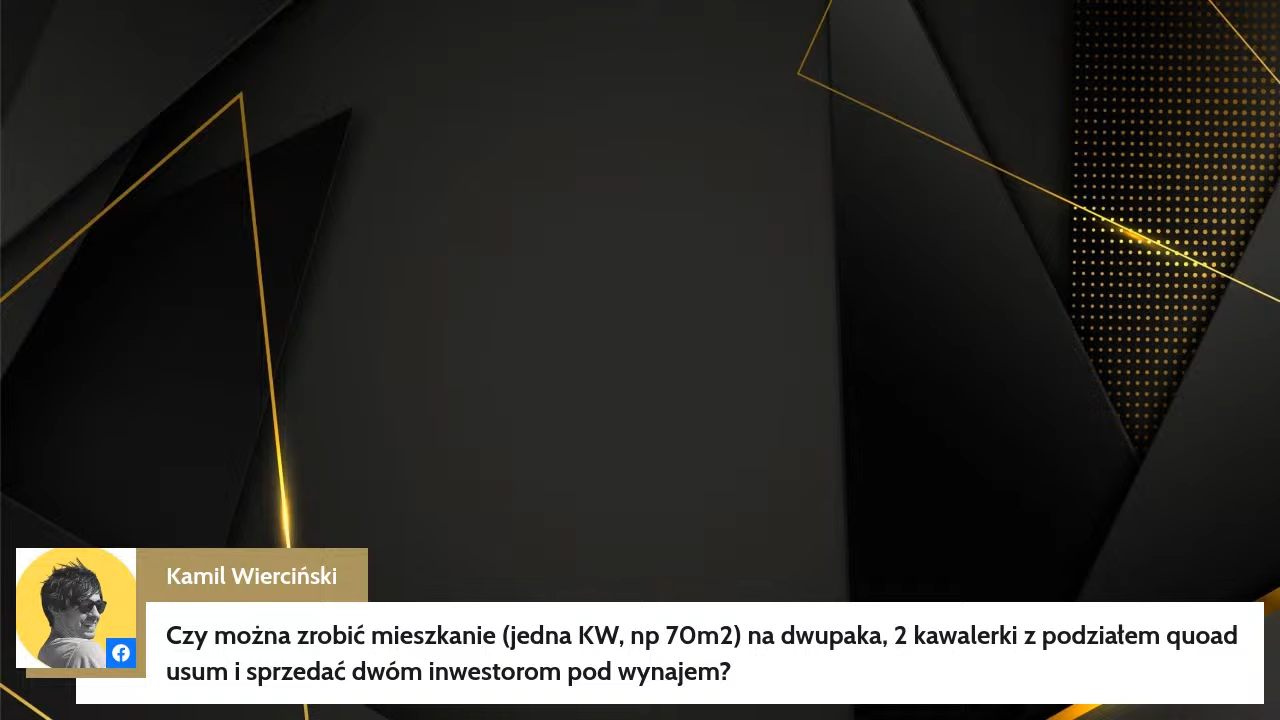 Kamil Wierciński
Czy można zrobić mieszkanie (jedna KW, np 70m2) na dwupaka, 2 kawalerki z podziałem quoad
usum i sprzedać dwóm inwestorom pod wynajem?